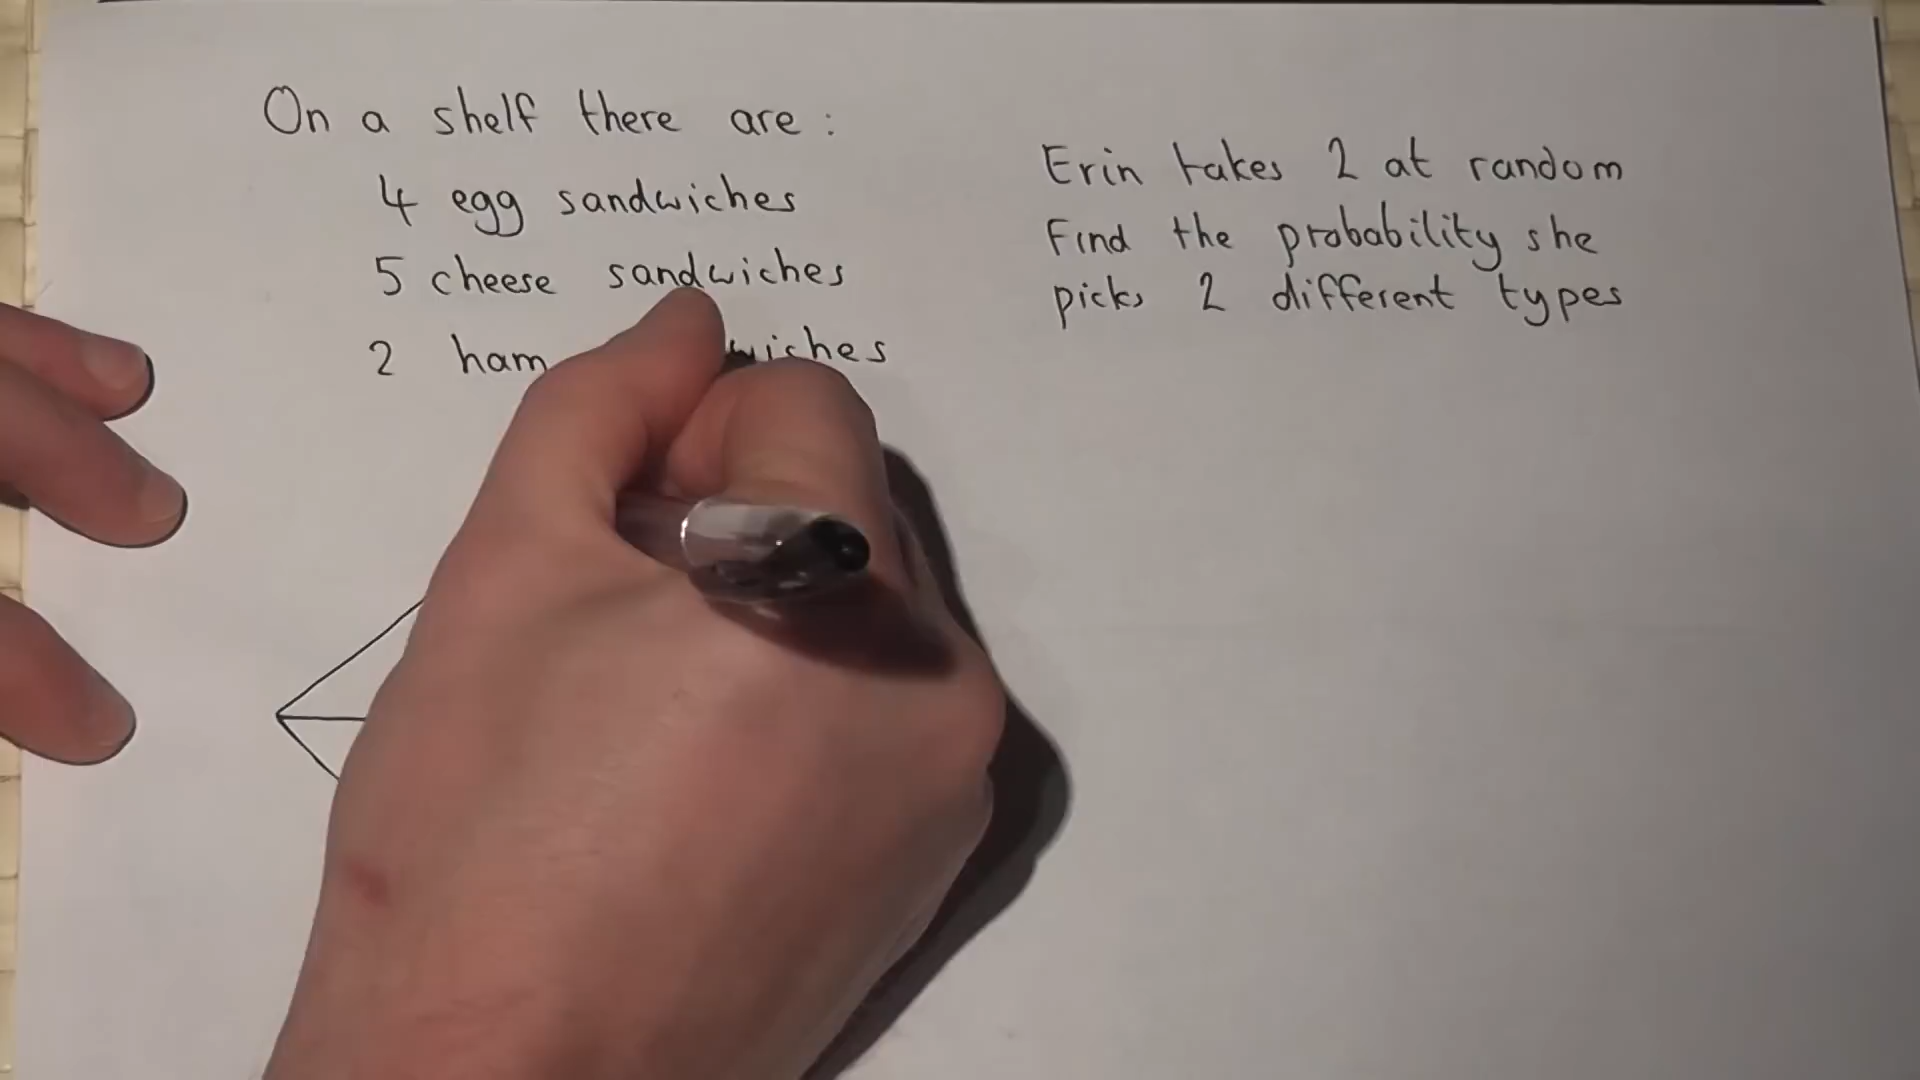 On a shelf there are :
4 egg sandwiches
5 cheese sandwiches
2 ham wiches
Erin takes 2 at random
Find the probability she
picks 2 different types